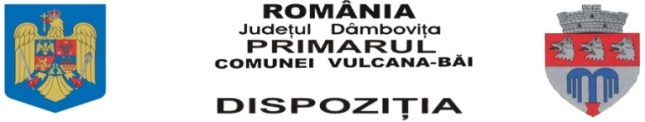 ROMÂNIA
Județul Dâmbovița
PRIMARUL
COMUNEI VULCANA-BĂI
DISPOZIȚIA